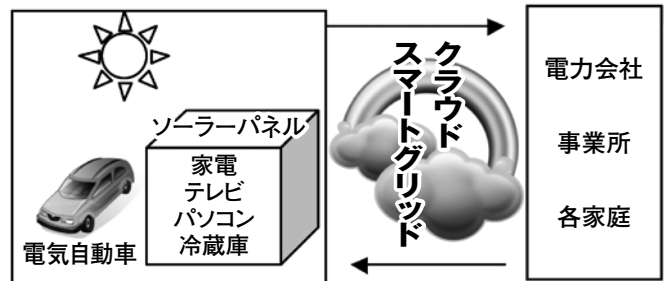 ソーラーパネル
家電
テレビ
パソコン
冷蔵庫
電気自動車
クラウド
スマートグリッド
電力会社
事業所
各家庭